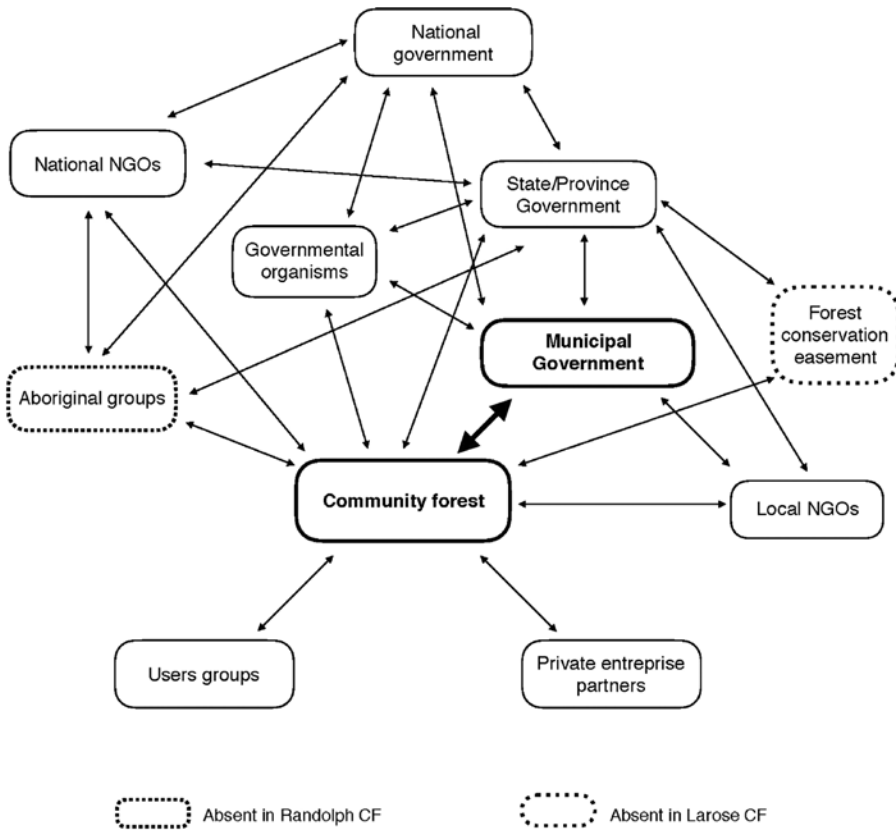 National
government
National NGOs
State/Province
Government
Governmental
organisms
Forest
conservation
easement
Municipal
Government
Aboriginal groups
Community forest
Local NGOs
Users groups
Private entreprise
partners
Absent in Randolph CF
Absent in Larose CF